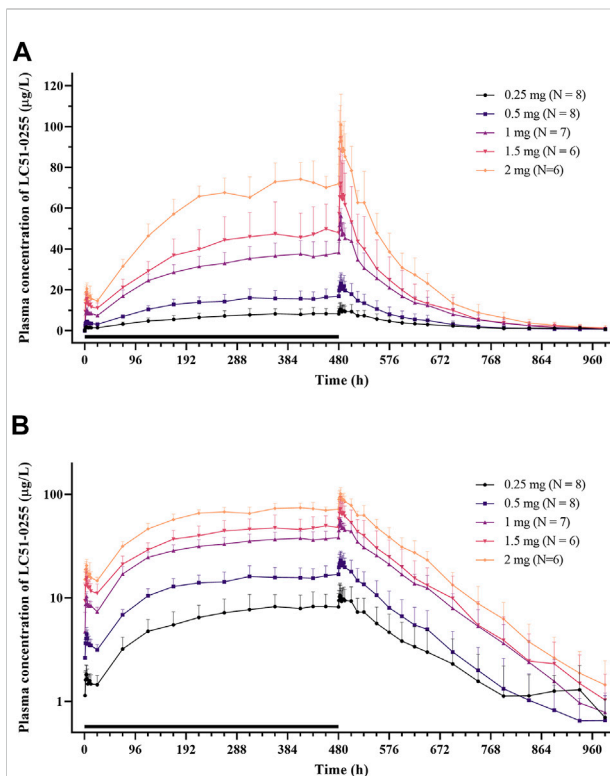 A
Plasma concentration of LC51-0255 (µg/L)
120
100
80
60
40
20
0
0.25 mg (N = 8)
0.5 mg (N = 8)
1 mg (N = 7)
1.5 mg (N = 6)
2 mg (N=6)
0 96 192 288 384 480 576 672 768 864 960
Time (h)
B
Plasma concentration of LC51-0255 (µg/L)
100
10
1
0.25 mg (N = 8)
0.5 mg (N = 8)
1 mg (N = 7)
1.5 mg (N = 6)
2 mg (N=6)
0 96 192 288 384 480 576 672 768 864 960
Time (h)